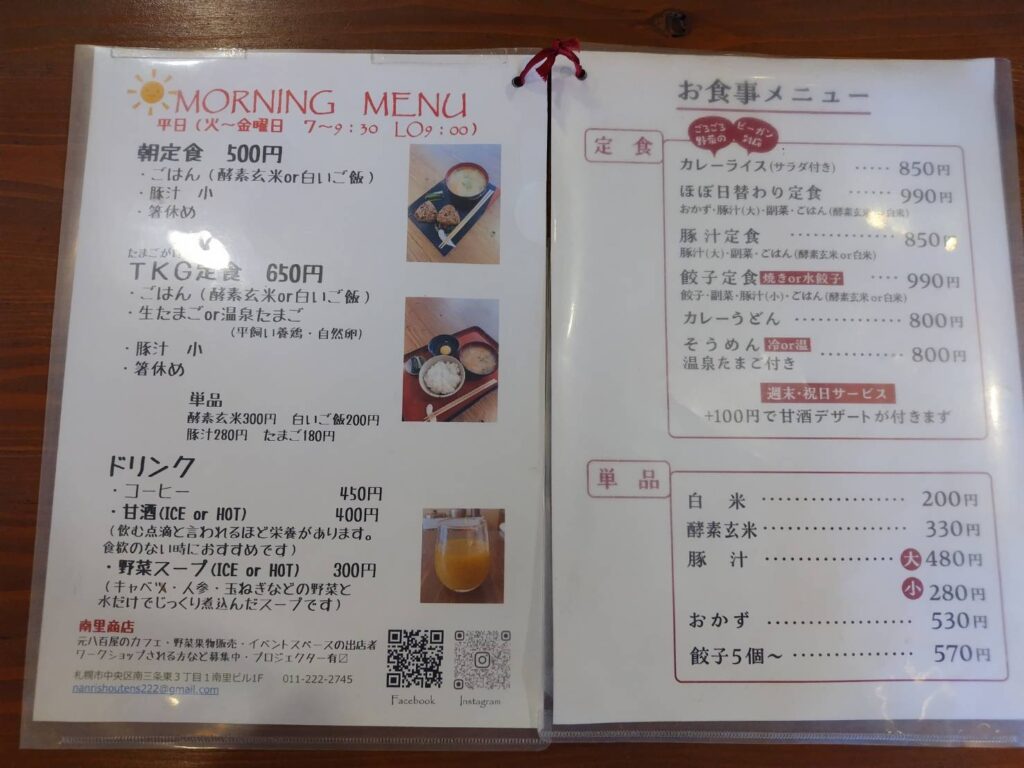 MORNING MENU
平日（火～金曜日　7～9：30　LO9：00）
朝定食　500円
・ごはん（酵素玄米or白いご飯）
・豚汁　小
・箸休め
たまごが
TKG定食　650円
・ごはん（酵素玄米or白いご飯）
・生たまごor温泉たまご
（平飼い養鶏・自然卵）
・豚汁　小
・箸休め
単品
酵素玄米300円　白いご飯200円
豚汁280円　たまご180円
ドリンク
・コーヒー　450円
・甘酒(ICE or HOT)　400円
（飲む点滴と言われるほど栄養があります。
食欲のない時におすすめです）
・野菜スープ(ICE or HOT)　300円
（キャベツ・人参・玉ねぎなどの野菜と
水だけでじっくり煮込んだスープです）
南里商店
元八百屋のカフェ・野菜果物販売・イベントスペースの出店者
ワークショップされる方など募集中・プロジェクター有〼
札幌市中央区南三条東3丁目1南里ビル1F　011-222-2745
nanrishoutens222@gmail.com
Facebook　Instagram
お食事メニュー
定食
ごろごろ野菜の
ビーガン対応
カレーライス(サラダ付き)‥‥850円
ほぼ日替わり定食‥‥‥990円
おかず・豚汁(大)・副菜・ごはん(酵素玄米 or 白米)
豚汁定食‥‥‥‥850円
豚汁(大)・副菜・ごはん(酵素玄米 or 白米)
餃子定食 焼きor水餃子‥‥990円
餃子・副菜・豚汁(小)・ごはん(酵素玄米 or 白米)
カレーうどん‥‥‥‥800円
そうめん 冷or温
温泉たまご付き‥‥‥‥800円
週末・祝日サービス
+100円で甘酒デザートが付きます
単品
白米‥‥‥‥200円
酵素玄米‥‥‥‥330円
豚汁‥‥‥‥大480円
小280円
おかず‥‥‥‥530円
餃子5個～‥‥‥‥570円